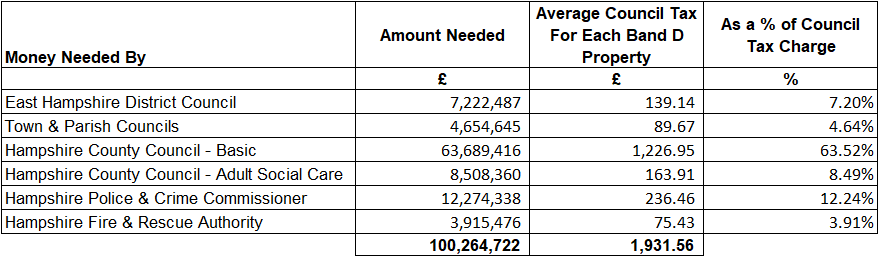 Money Needed By Amount Needed Average Council Tax For Each Band D Property As a % of Council Tax Charge
£ £ %
East Hampshire District Council 7,222,487 139.14 7.20%
Town & Parish Councils 4,654,645 89.67 4.64%
Hampshire County Council - Basic 63,689,416 1,226.95 63.52%
Hampshire County Council - Adult Social Care 8,508,360 163.91 8.49%
Hampshire Police & Crime Commissioner 12,274,338 236.46 12.24%
Hampshire Fire & Rescue Authority 3,915,476 75.43 3.91%
100,264,722 1,931.56